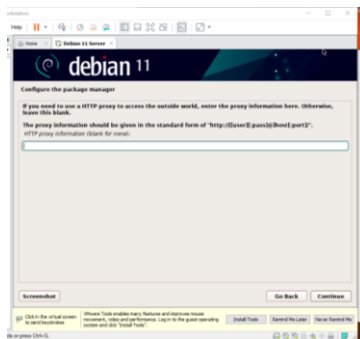 orkstation
Help
Home
Debian 11 Server
debian 11
Configure the package manager
If you need to use a HTTP proxy to access the outside world, enter the proxy information here. Otherwise,
leave this blank.
The proxy information should be given in the standard form of "http://[[user][:pass]@]host[:port]/".
HTTP proxy information (blank for none):
Screenshot
Go Back
Continue
Click in the virtual screen
to send keystrokes
VMware Tools enables many features and improves mouse
movement, video and performance. Log in to the guest operating
system and click "Install Tools".
Install Tools
Remind Me Later
Never Remind Me
or press Ctrl+G.